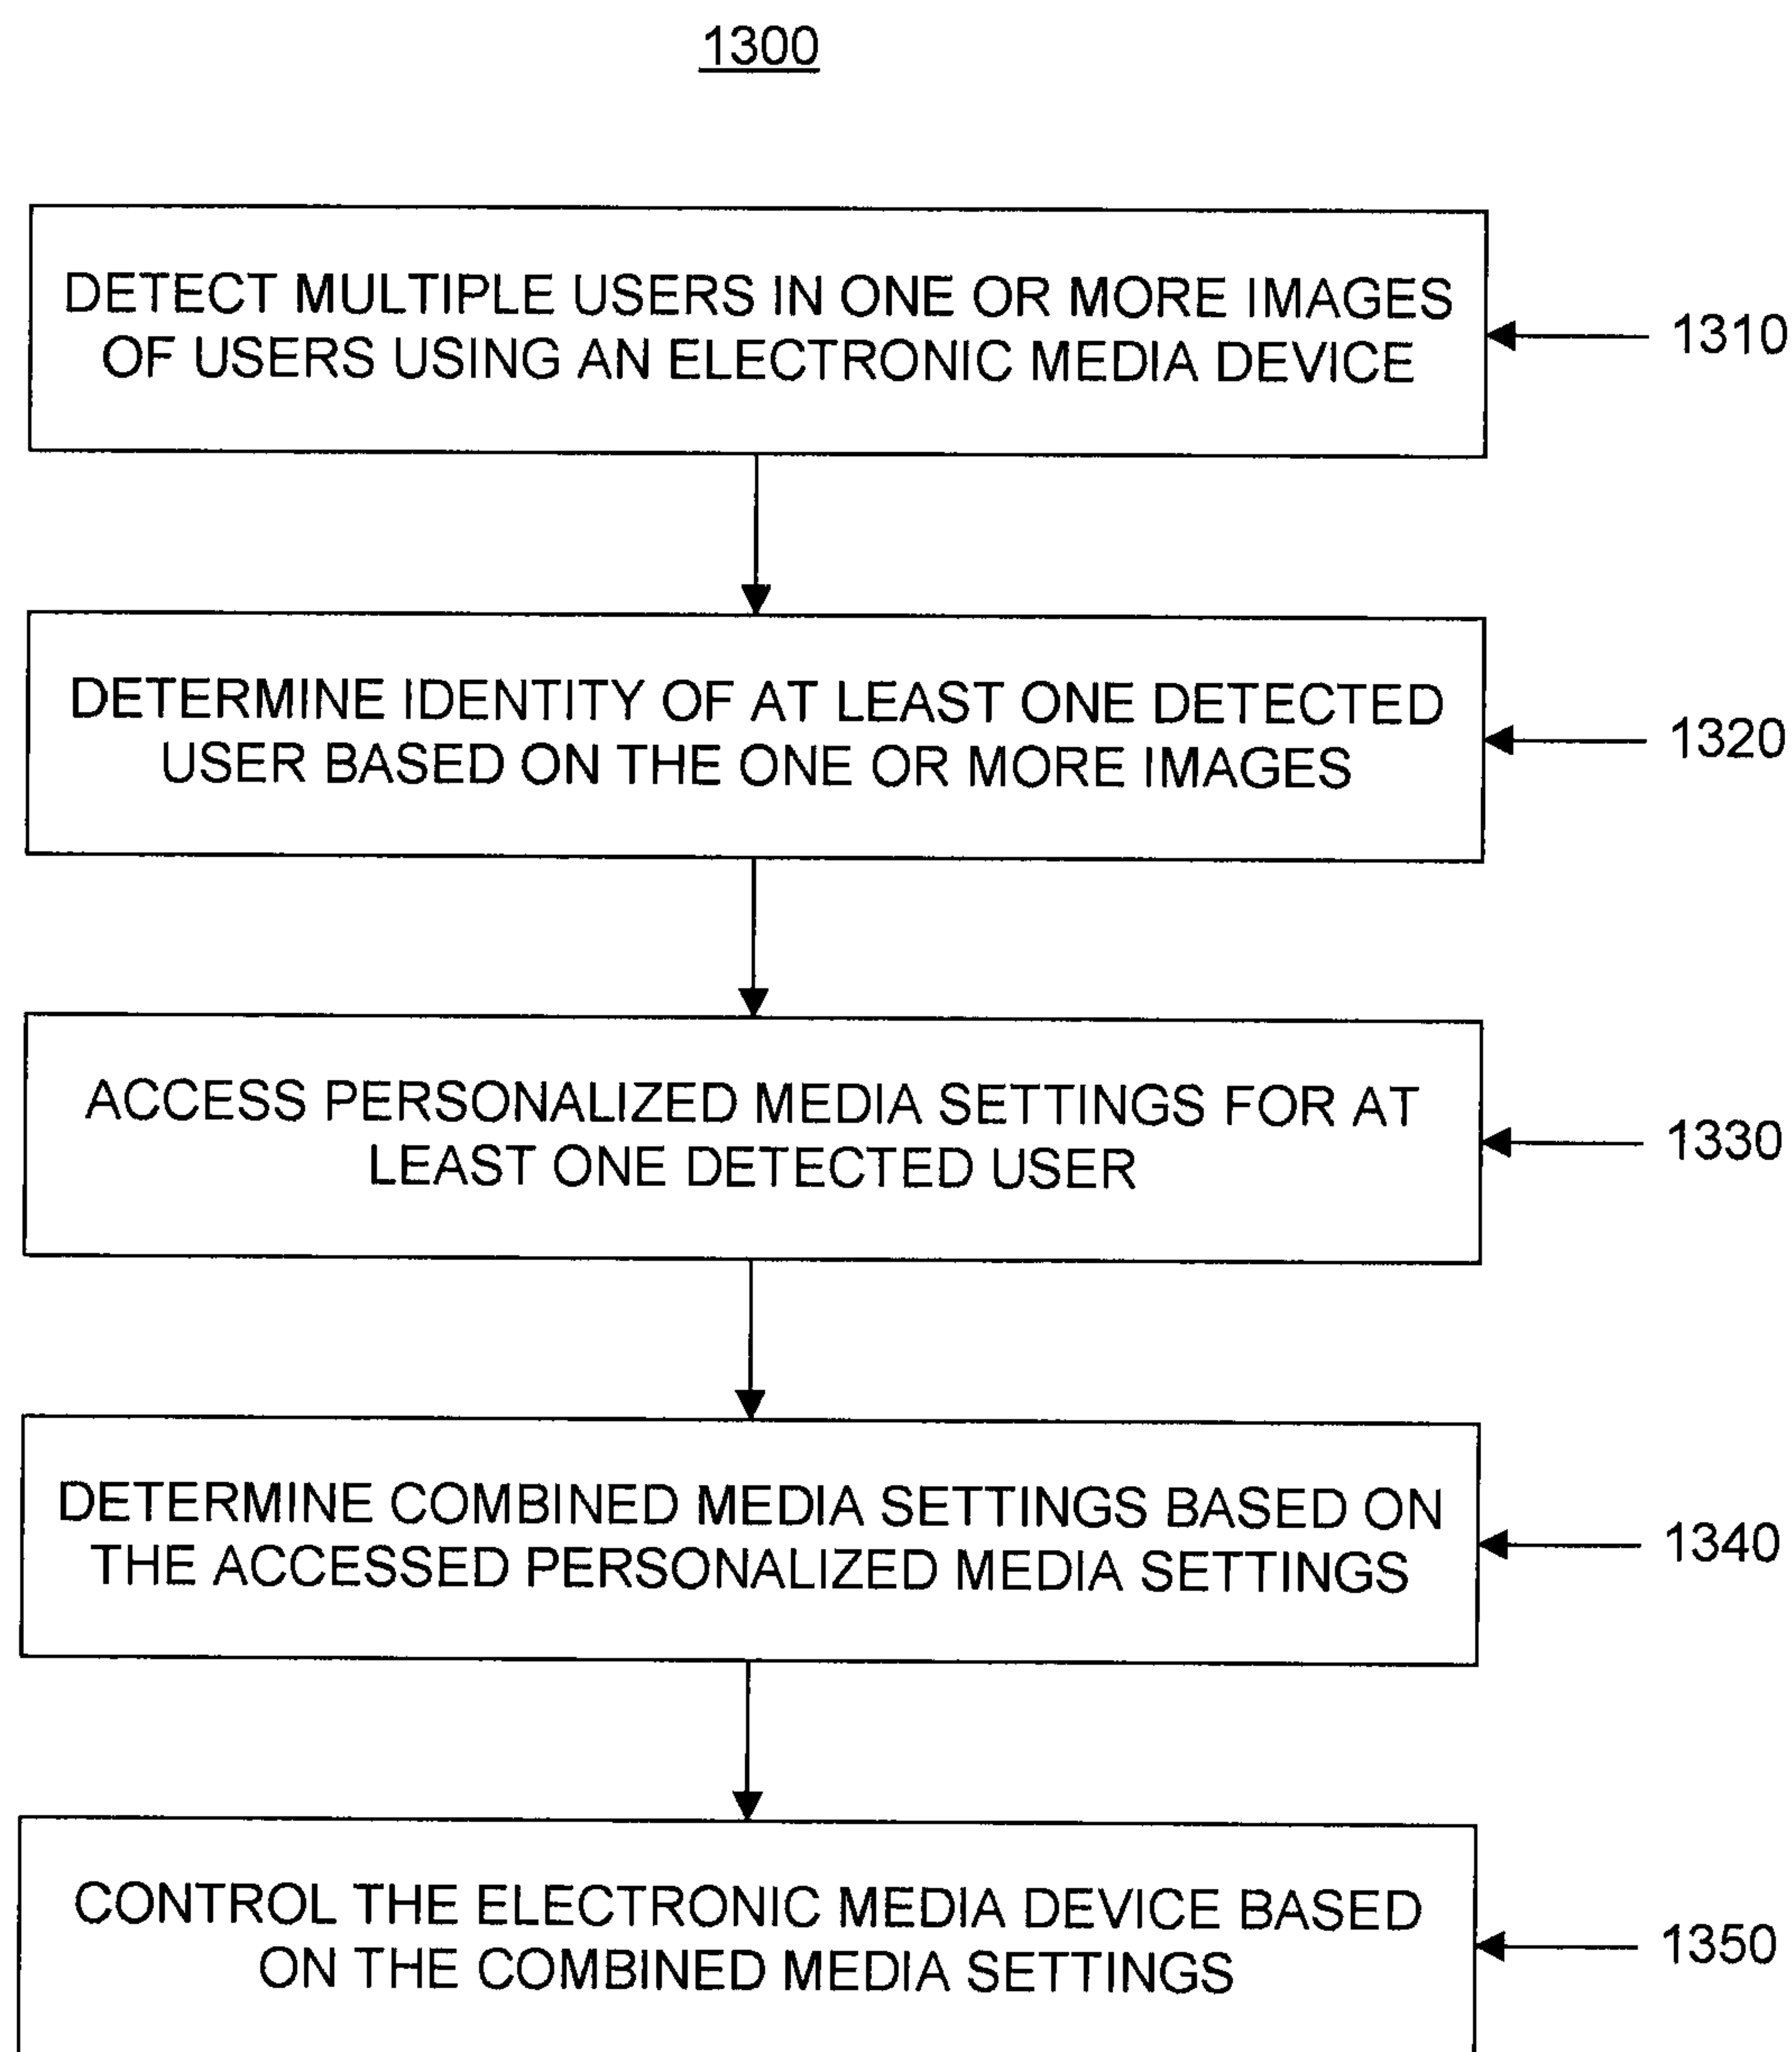 1300
DETECT MULTIPLE USERS IN ONE OR MORE IMAGES
OF USERS USING AN ELECTRONIC MEDIA DEVICE
1310
DETERMINE IDENTITY OF AT LEAST ONE DETECTED
USER BASED ON THE ONE OR MORE IMAGES
1320
ACCESS PERSONALIZED MEDIA SETTINGS FOR AT
LEAST ONE DETECTED USER
1330
DETERMINE COMBINED MEDIA SETTINGS BASED ON
THE ACCESSED PERSONALIZED MEDIA SETTINGS
1340
CONTROL THE ELECTRONIC MEDIA DEVICE BASED
ON THE COMBINED MEDIA SETTINGS
1350